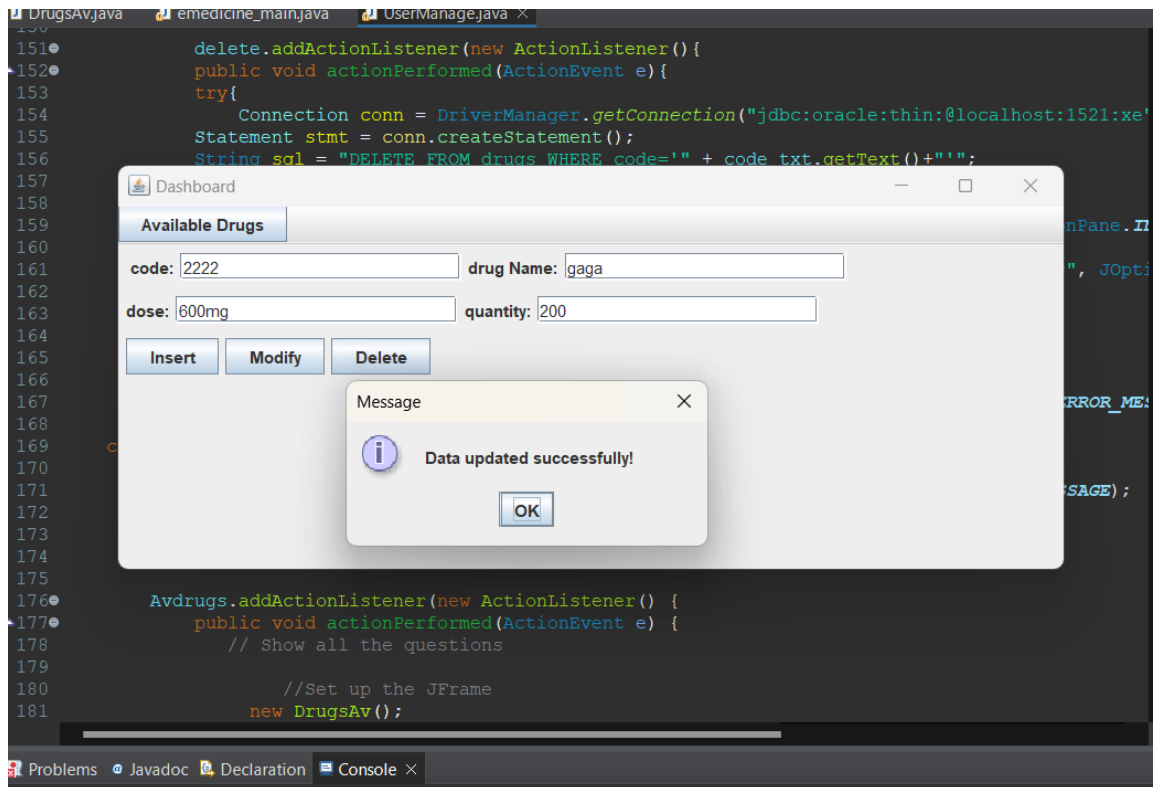 DrugsAv.java emedicine_main.java UserManage.java
150
151 delete.addActionListener(new ActionListener(){
152 public void actionPerformed(ActionEvent e){
153 try{
154 Connection conn = DriverManager.getConnection("jdbc:oracle:thin:@localhost:1521:xe"
155 Statement stmt = conn.createStatement();
156 String sql = "DELETE FROM drugs WHERE code='" + code_txt.getText()+"'";
157
Dashboard
158
159 Available Drugs nPane.
160
161 code: 2222 drug Name: gaga ", JOpti
162
163 dose: 600mg quantity: 200
164
165 Insert Modify Delete
166
167 Message ERROR_MES
168
169 c
170 Data updated successfully!
171 SSAGE);
172 OK
173
174
175
176 Avdrugs.addActionListener(new ActionListener() {
177 public void actionPerformed(ActionEvent e) {
178 // Show all the questions
179
180 //Set up the JFrame
181 new DrugsAv();
Problems @ Javadoc Declaration Console